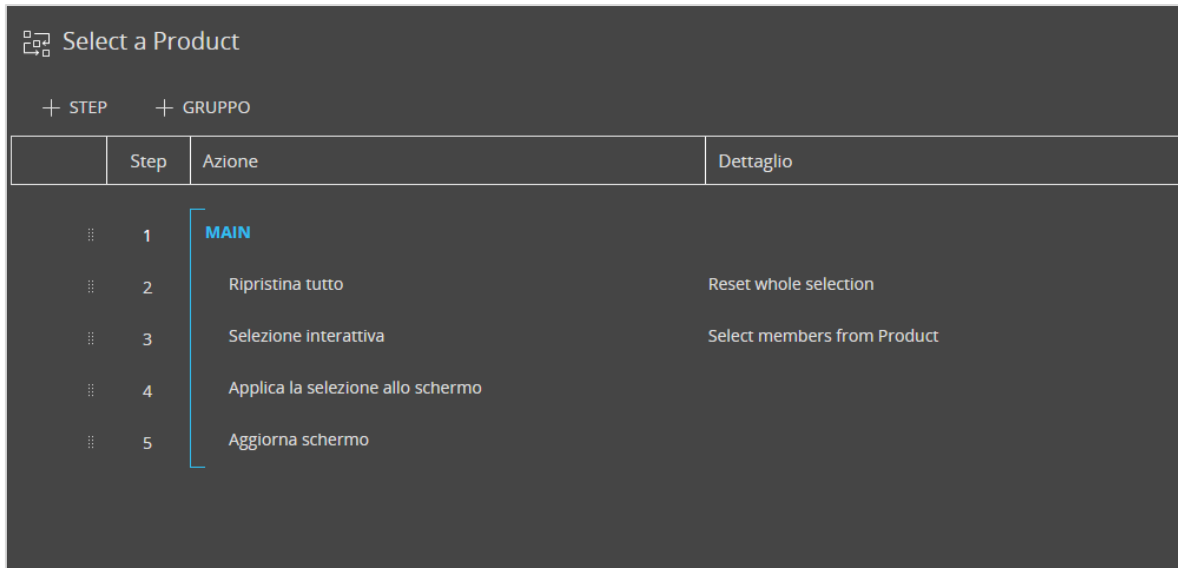 Select a Product
+ STEP + GRUPPO
Step Azione Dettaglio
1 MAIN
2 Ripristina tutto Reset whole selection
3 Selezione interattiva Select members from Product
4 Applica la selezione allo schermo
5 Aggiorna schermo